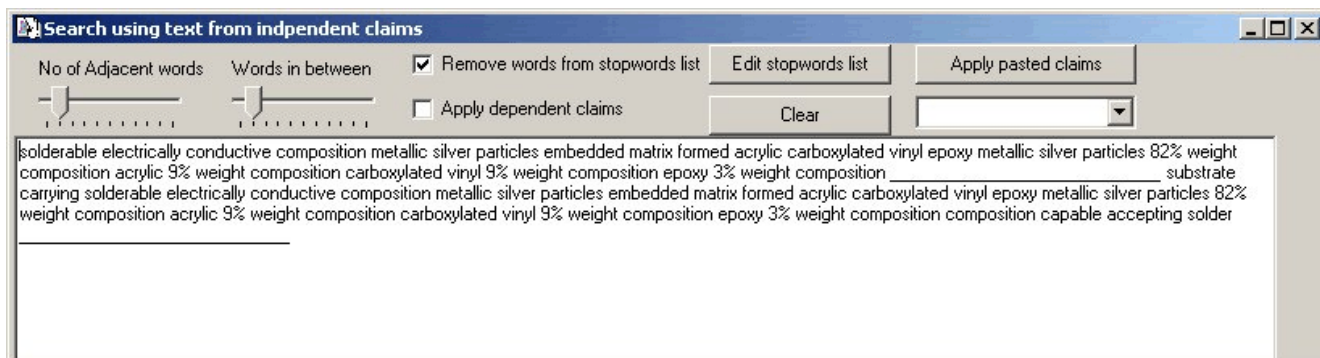 Search using text from indpendent claims
No of Adjacent words Words in between Remove words from stopwords list Edit stopwords list Apply pasted claims
Apply dependent claims Clear
solderable electrically conductive composition metallic silver particles embedded matrix formed acrylic carboxylated vinyl epoxy metallic silver particles 82% weight
composition acrylic 9% weight composition carboxylated vinyl 9% weight composition epoxy 3% weight composition ______________________________ substrate
carrying solderable electrically conductive composition metallic silver particles embedded matrix formed acrylic carboxylated vinyl epoxy metallic silver particles 82%
weight composition acrylic 9% weight composition carboxylated vinyl 9% weight composition epoxy 3% weight composition composition capable accepting solder
______________________________